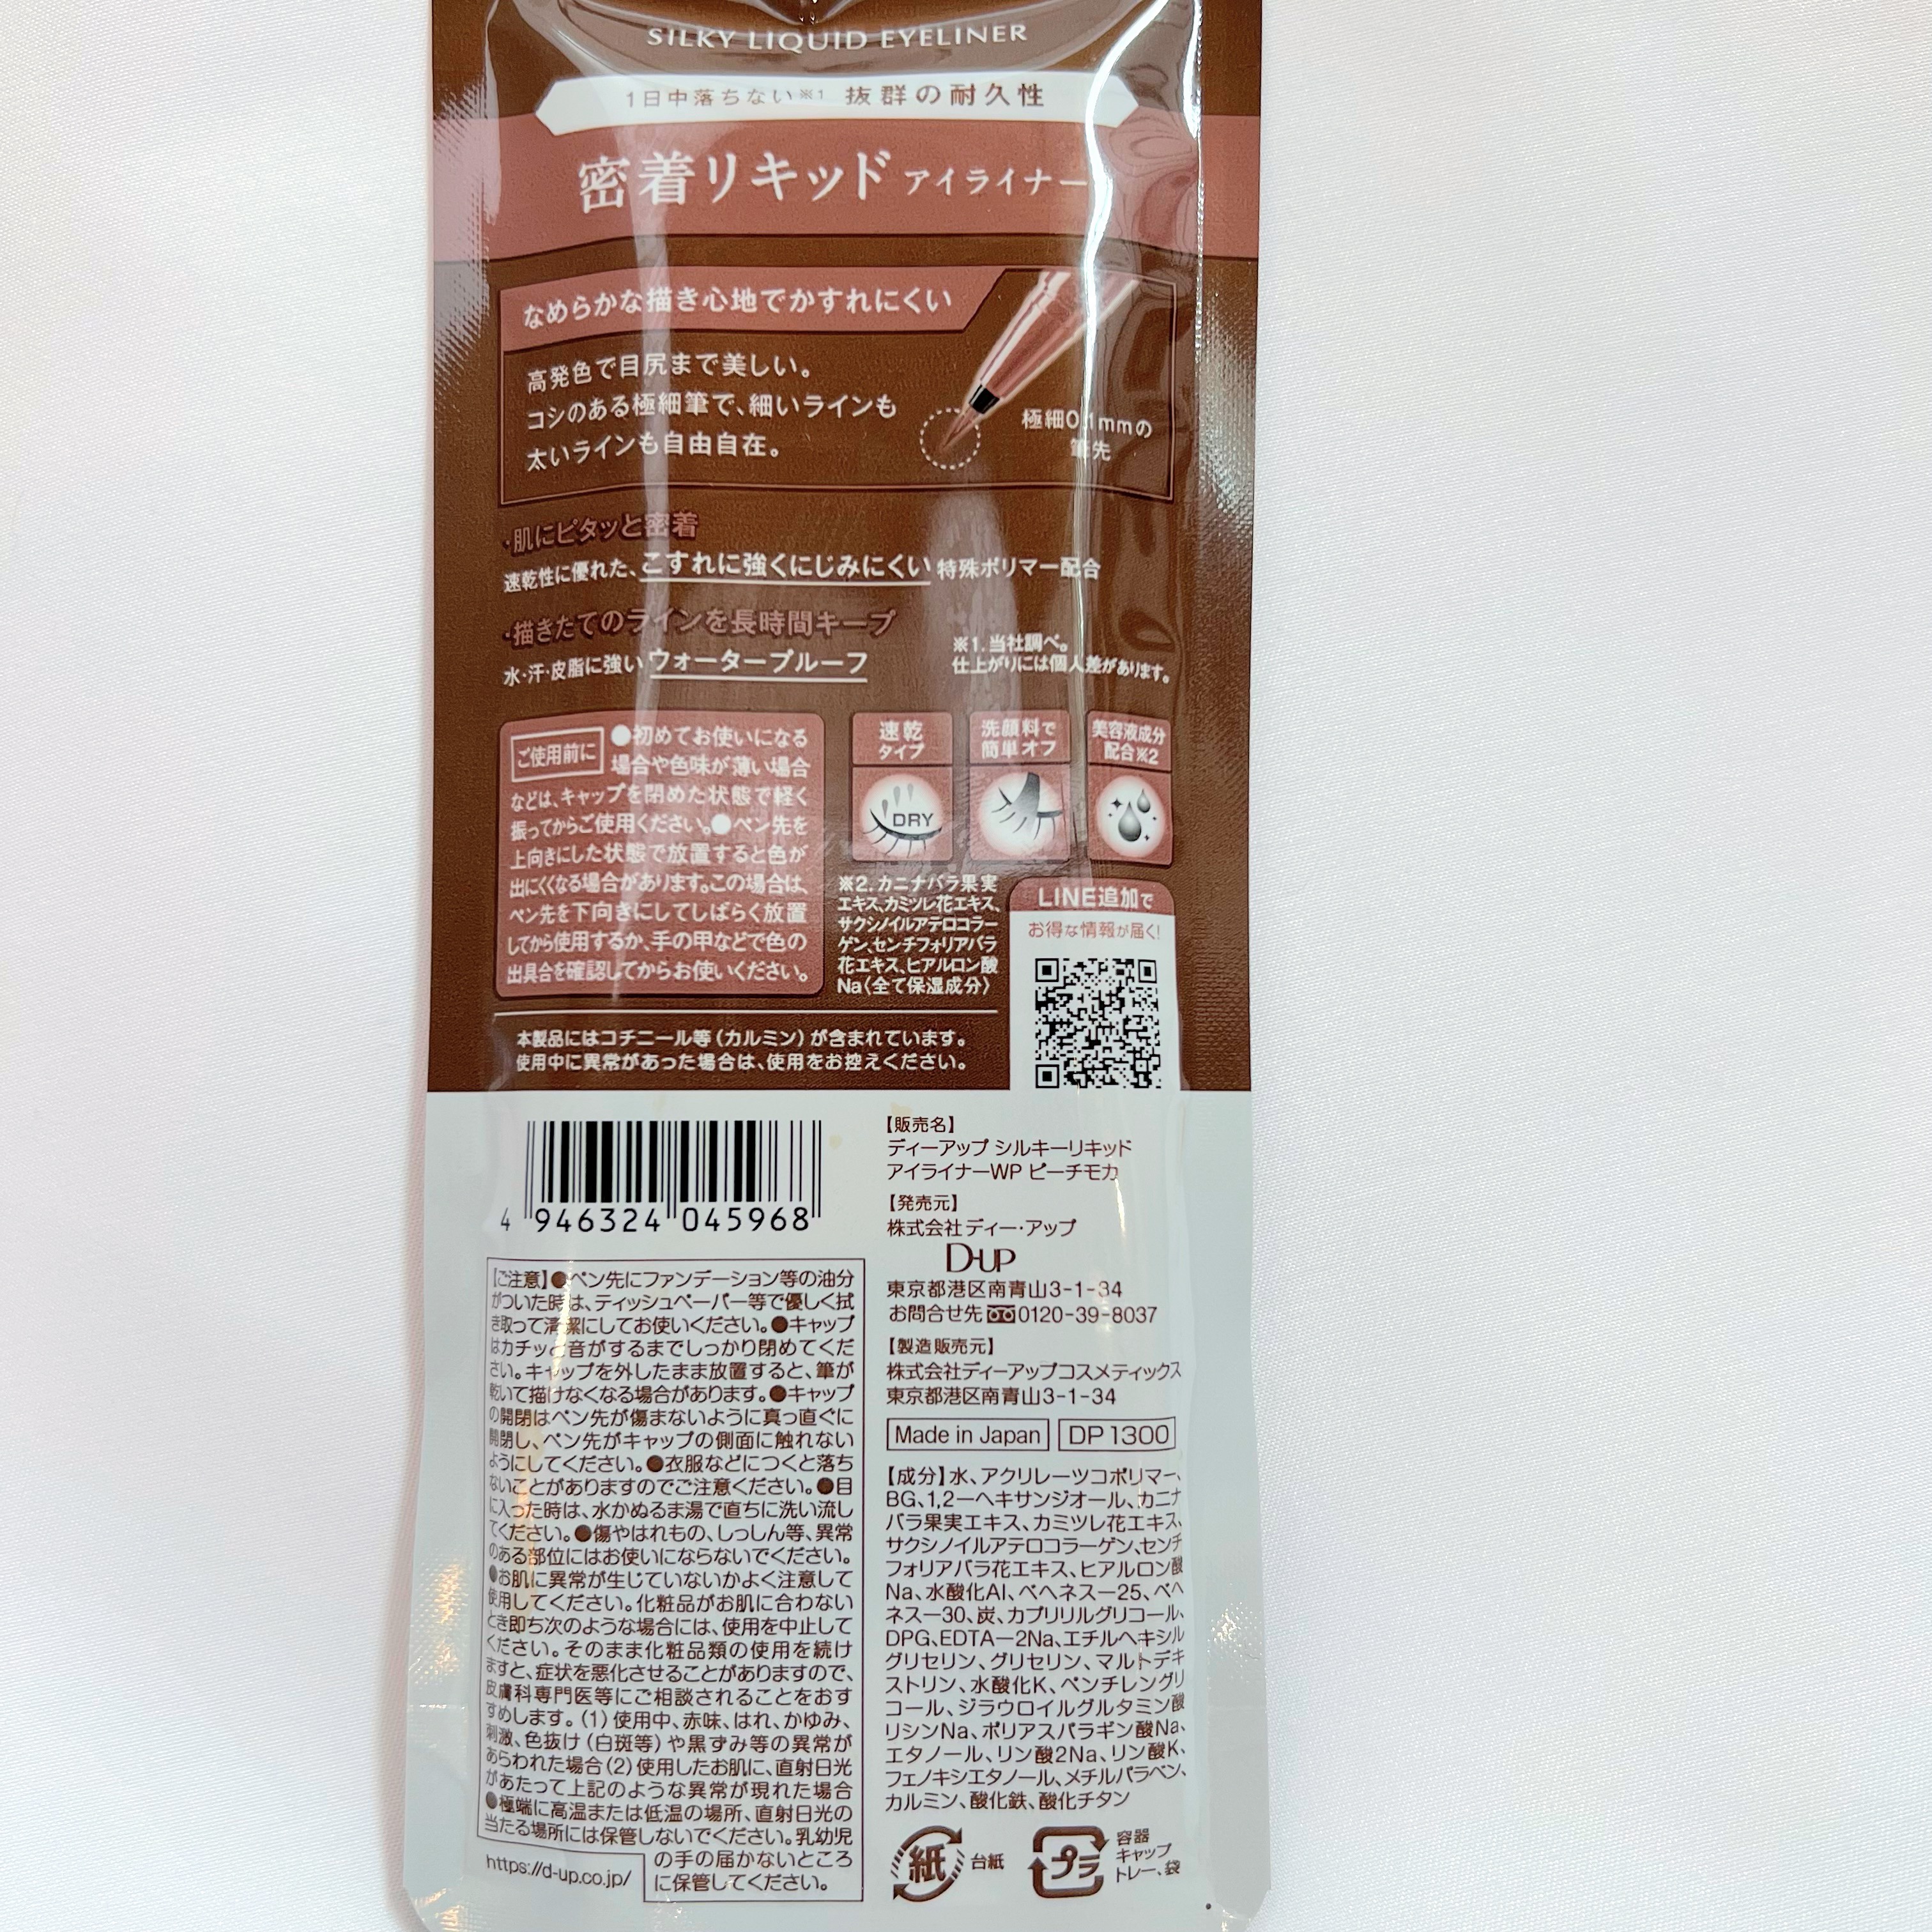 SILKY LIQUID EYELINER
1日中落ちない※1 抜群の耐久性
密着リキッド アイライナー
なめらかな描き心地でかすれにくい
高発色で目尻まで美しい。
コシのある極細筆で、細いラインも
太いラインも自由自在。
極細0.1mmの
筆先
・肌にピタッと密着
速乾性に優れた、こすれに強くにじみにくい 特殊ポリマー配合
・描きたてのラインを長時間キープ
水・汗・皮脂に強い ウォータープルーフ
※1.当社調べ。
仕上がりには個人差があります。
ご使用前に
●初めてお使いになる
場合や色味が薄い場合
などは、キャップを閉めた状態で軽く
振ってからご使用ください。●ペン先を
上向きにした状態で放置すると色が
出にくくなる場合があります。この場合は、
ペン先を下向きにしてしばらく放置
してから使用するか、手の甲などで色の
出具合を確認してからお使いください。
速乾
タイプ
DRY
洗顔料で
簡単オフ
美容液成分
配合※2
※2.カニナバラ果実
エキス、カミツレ花エキス、
サクシノイルアテロコラー
ゲン、センチフォリアバラ
花エキス、ヒアルロン酸
Na〈全て保湿成分〉
LINE追加で
お得な情報が届く!
本製品にはコチニール等(カルミン)が含まれています。
使用中に異常があった場合は、使用をお控えください。
4 946324 045968
【販売名】
ディーアップ シルキーリキッド
アイライナーWP ピーチモカ
【発売元】
株式会社ディー・アップ
D-UP
東京都港区南青山3-1-34
お問合せ先 0120-39-8037
【製造販売元】
株式会社ディーアップコスメティックス
東京都港区南青山3-1-34
Made in Japan
DP 1300
【成分】水、アクリレーツコポリマー、
BG、1,2ーヘキサンジオール、カニナ
バラ果実エキス、カミツレ花エキス、
サクシノイルアテロコラーゲン、センチ
フォリアバラ花エキス、ヒアルロン酸
Na、水酸化Al、ベヘネスー25、ベヘ
ネスー30、炭、カプリリルグリコール、
DPG、EDTAー2Na、エチルヘキシル
グリセリン、グリセリン、マルトデキ
ストリン、水酸化K、ペンチレングリ
コール、ジラウロイルグルタミン酸
リシンNa、ポリアスパラギン酸Na、
エタノール、リン酸2Na、リン酸K、
フェノキシエタノール、メチルパラベン、
カルミン、酸化鉄、酸化チタン
【ご注意】●ペン先にファンデーション等の油分
がついた時は、ティッシュペーパー等で優しく拭
き取って清潔にしてお使いください。●キャップ
はカチッと音がするまでしっかり閉めてくだ
さい。キャップを外したまま放置すると、筆が
乾いて描けなくなる場合があります。●キャップ
の開閉はペン先が傷まないように真っ直ぐに
開閉し、ペン先がキャップの側面に触れない
ようにしてください。●衣服などにつくと落ち
ないことがありますのでご注意ください。●目
に入った時は、水かぬるま湯で直ちに洗い流し
てください。●傷やはれもの、しっしん等、異常
のある部位にはお使いにならないでください。
●お肌に異常が生じていないかよく注意して
使用してください。化粧品がお肌に合わない
とき即ち次のような場合には、使用を中止して
ください。そのまま化粧品類の使用を続け
ますと、症状を悪化させることがありますので、
皮膚科専門医等にご相談されることをおす
すめします。(1)使用中、赤味、はれ、かゆみ、
刺激、色抜け(白斑等)や黒ずみ等の異常が
あらわれた場合(2)使用したお肌に、直射日光
があたって上記のような異常が現れた場合
●極端に高温または低温の場所、直射日光の
当たる場所には保管しないでください。乳幼児
の手の届かないところ
に保管してください。
https://d-up.co.jp/
紙 台紙
プラ
容器
キャップ
トレー、袋